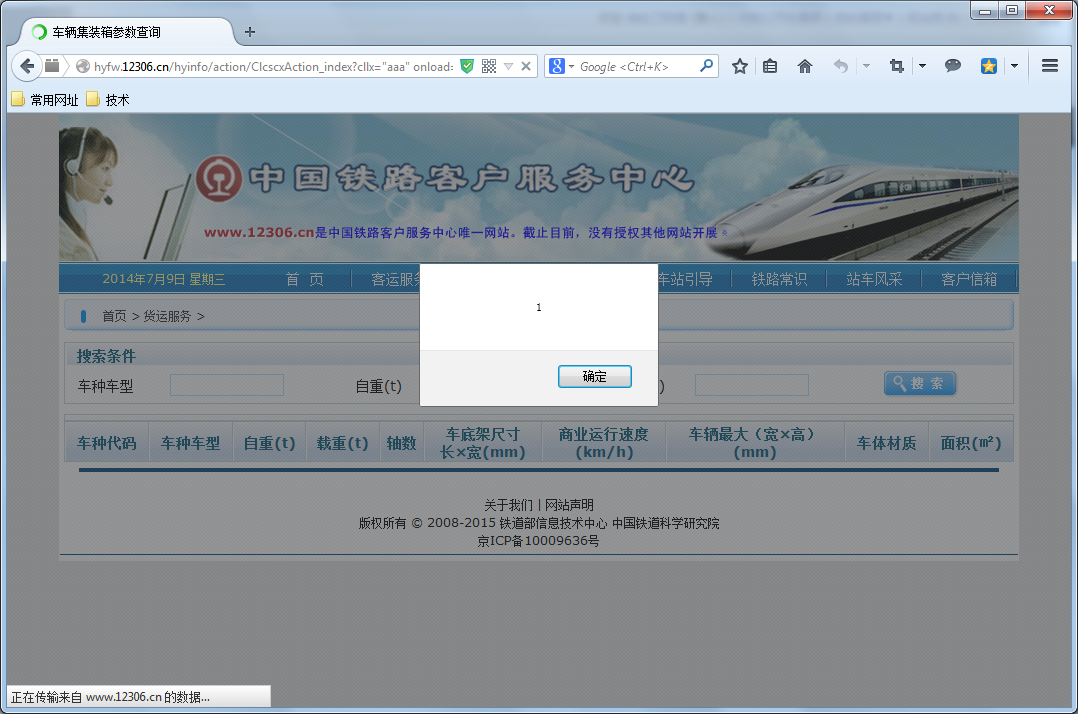 车辆集装箱参数查询
hyfw.12306.cn/hyinfo/action/ClcscxAction_index?cllx="aaa" onload:
Google <Ctrl+K>
常用网址 技术
中国铁路客户服务中心
www.12306.cn是中国铁路客户服务中心唯一网站。截止目前，没有授权其他网站开展
2014年7月9日 星期三 首 页 客运服务 车站引导 铁路常识 站车风采 客户信箱
首页 > 货运服务 >
1
确定
搜索条件
车种车型 自重(t) ) 搜 索
车种代码 车种车型 自重(t) 载重(t) 轴数 车底架尺寸 长×宽(mm) 商业运行速度 (km/h) 车辆最大（宽×高） (mm) 车体材质 面积(m²)
关于我们 | 网站声明
版权所有 © 2008-2015 铁道部信息技术中心 中国铁道科学研究院
京ICP备10009636号
正在传输来自 www.12306.cn 的数据...